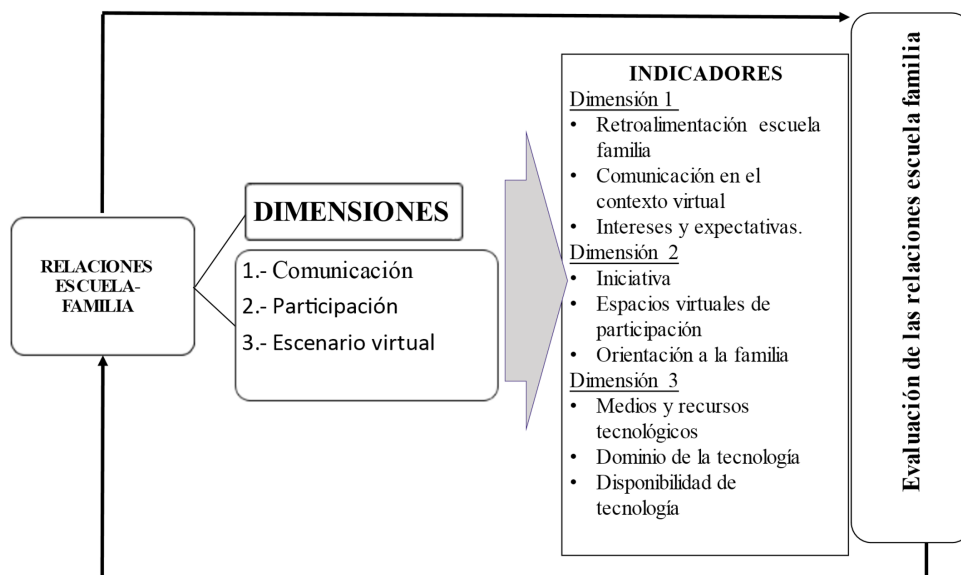 RELACIONES
ESCUELA-
FAMILIA
DIMENSIONES
1.- Comunicación
2.- Participación
3.- Escenario virtual
INDICADORES
Dimensión 1
• Retroalimentación escuela
familia
• Comunicación en el
contexto virtual
• Intereses y expectativas.
Dimensión 2
• Iniciativa
• Espacios virtuales de
participación
• Orientación a la familia
Dimensión 3
• Medios y recursos
tecnológicos
• Dominio de la tecnología
• Disponibilidad de
tecnología
Evaluación de las relaciones escuela familia